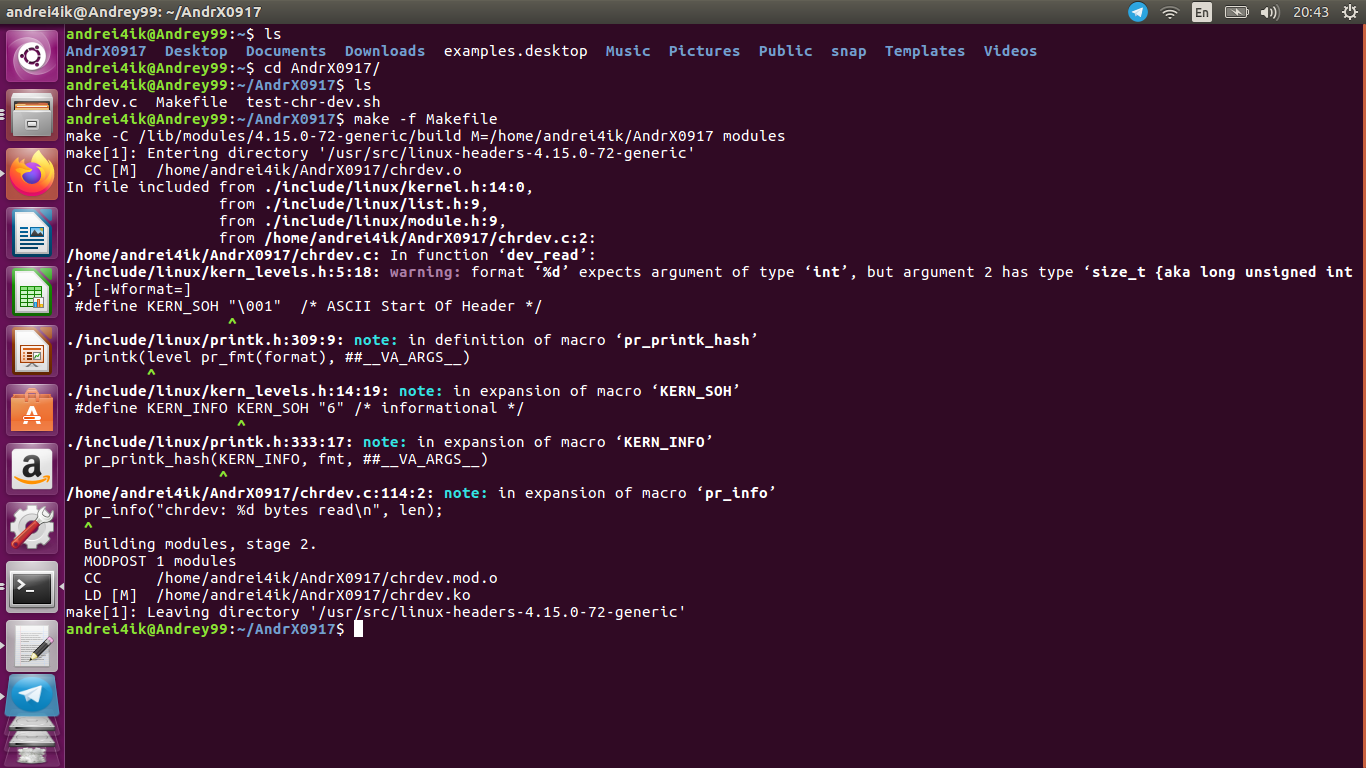 andrei4ik@Andrey99: ~/AndrX0917
En
20:43
andrei4ik@Andrey99:~$ ls
AndrX0917  Desktop  Documents  Downloads  examples.desktop  Music  Pictures  Public  snap  Templates  Videos
andrei4ik@Andrey99:~$ cd AndrX0917/
andrei4ik@Andrey99:~/AndrX0917$ ls
chrdev.c  Makefile  test-chr-dev.sh
andrei4ik@Andrey99:~/AndrX0917$ make -f Makefile
make -C /lib/modules/4.15.0-72-generic/build M=/home/andrei4ik/AndrX0917 modules
make[1]: Entering directory '/usr/src/linux-headers-4.15.0-72-generic'
  CC [M]  /home/andrei4ik/AndrX0917/chrdev.o
In file included from ./include/linux/kernel.h:14:0,
                 from ./include/linux/list.h:9,
                 from ./include/linux/module.h:9,
                 from /home/andrei4ik/AndrX0917/chrdev.c:2:
/home/andrei4ik/AndrX0917/chrdev.c: In function ‘dev_read’:
./include/linux/kern_levels.h:5:18: warning: format ‘%d’ expects argument of type ‘int’, but argument 2 has type ‘size_t {aka long unsigned int
}’ [-Wformat=]
 #define KERN_SOH "\001"  /* ASCII Start Of Header */
                  ^
./include/linux/printk.h:309:9: note: in definition of macro ‘pr_printk_hash’
  printk(level pr_fmt(format), ##__VA_ARGS__)
         ^
./include/linux/kern_levels.h:14:19: note: in expansion of macro ‘KERN_SOH’
 #define KERN_INFO KERN_SOH "6" /* informational */
                   ^
./include/linux/printk.h:333:17: note: in expansion of macro ‘KERN_INFO’
  pr_printk_hash(KERN_INFO, fmt, ##__VA_ARGS__)
                 ^
/home/andrei4ik/AndrX0917/chrdev.c:114:2: note: in expansion of macro ‘pr_info’
  pr_info("chrdev: %d bytes read\n", len);
  ^
  Building modules, stage 2.
  MODPOST 1 modules
  CC      /home/andrei4ik/AndrX0917/chrdev.mod.o
  LD [M]  /home/andrei4ik/AndrX0917/chrdev.ko
make[1]: Leaving directory '/usr/src/linux-headers-4.15.0-72-generic'
andrei4ik@Andrey99:~/AndrX0917$